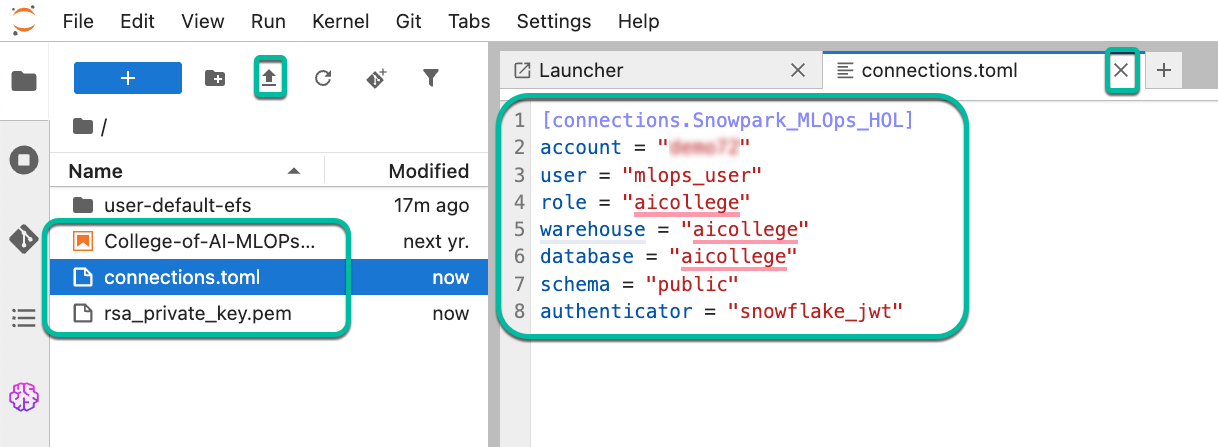 File Edit View Run Kernel Git Tabs Settings Help
Launcher
connections.toml
/
Name Modified
user-default-efs 17m ago
College-of-AI-MLOPs... next yr.
connections.toml now
rsa_private_key.pem now
1 [connections.Snowpark_MLOps_HOL]
2 account = " "
3 user = "mlops_user"
4 role = "aicollege"
5 warehouse = "aicollege"
6 database = "aicollege"
7 schema = "public"
8 authenticator = "snowflake_jwt"